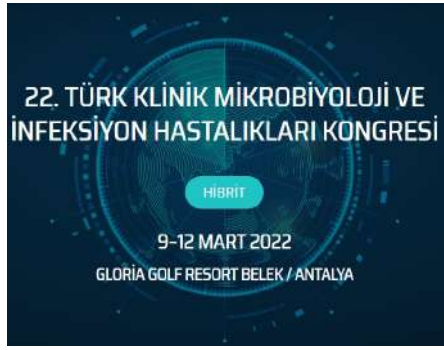 22. TÜRK KLİNİK MİKROBİYOLOJİ VE
İNFEKSİYON HASTALIKLARI KONGRESİ
HİBRİT
9-12 MART 2022
GLORİA GOLF RESORT BELEK / ANTALYA